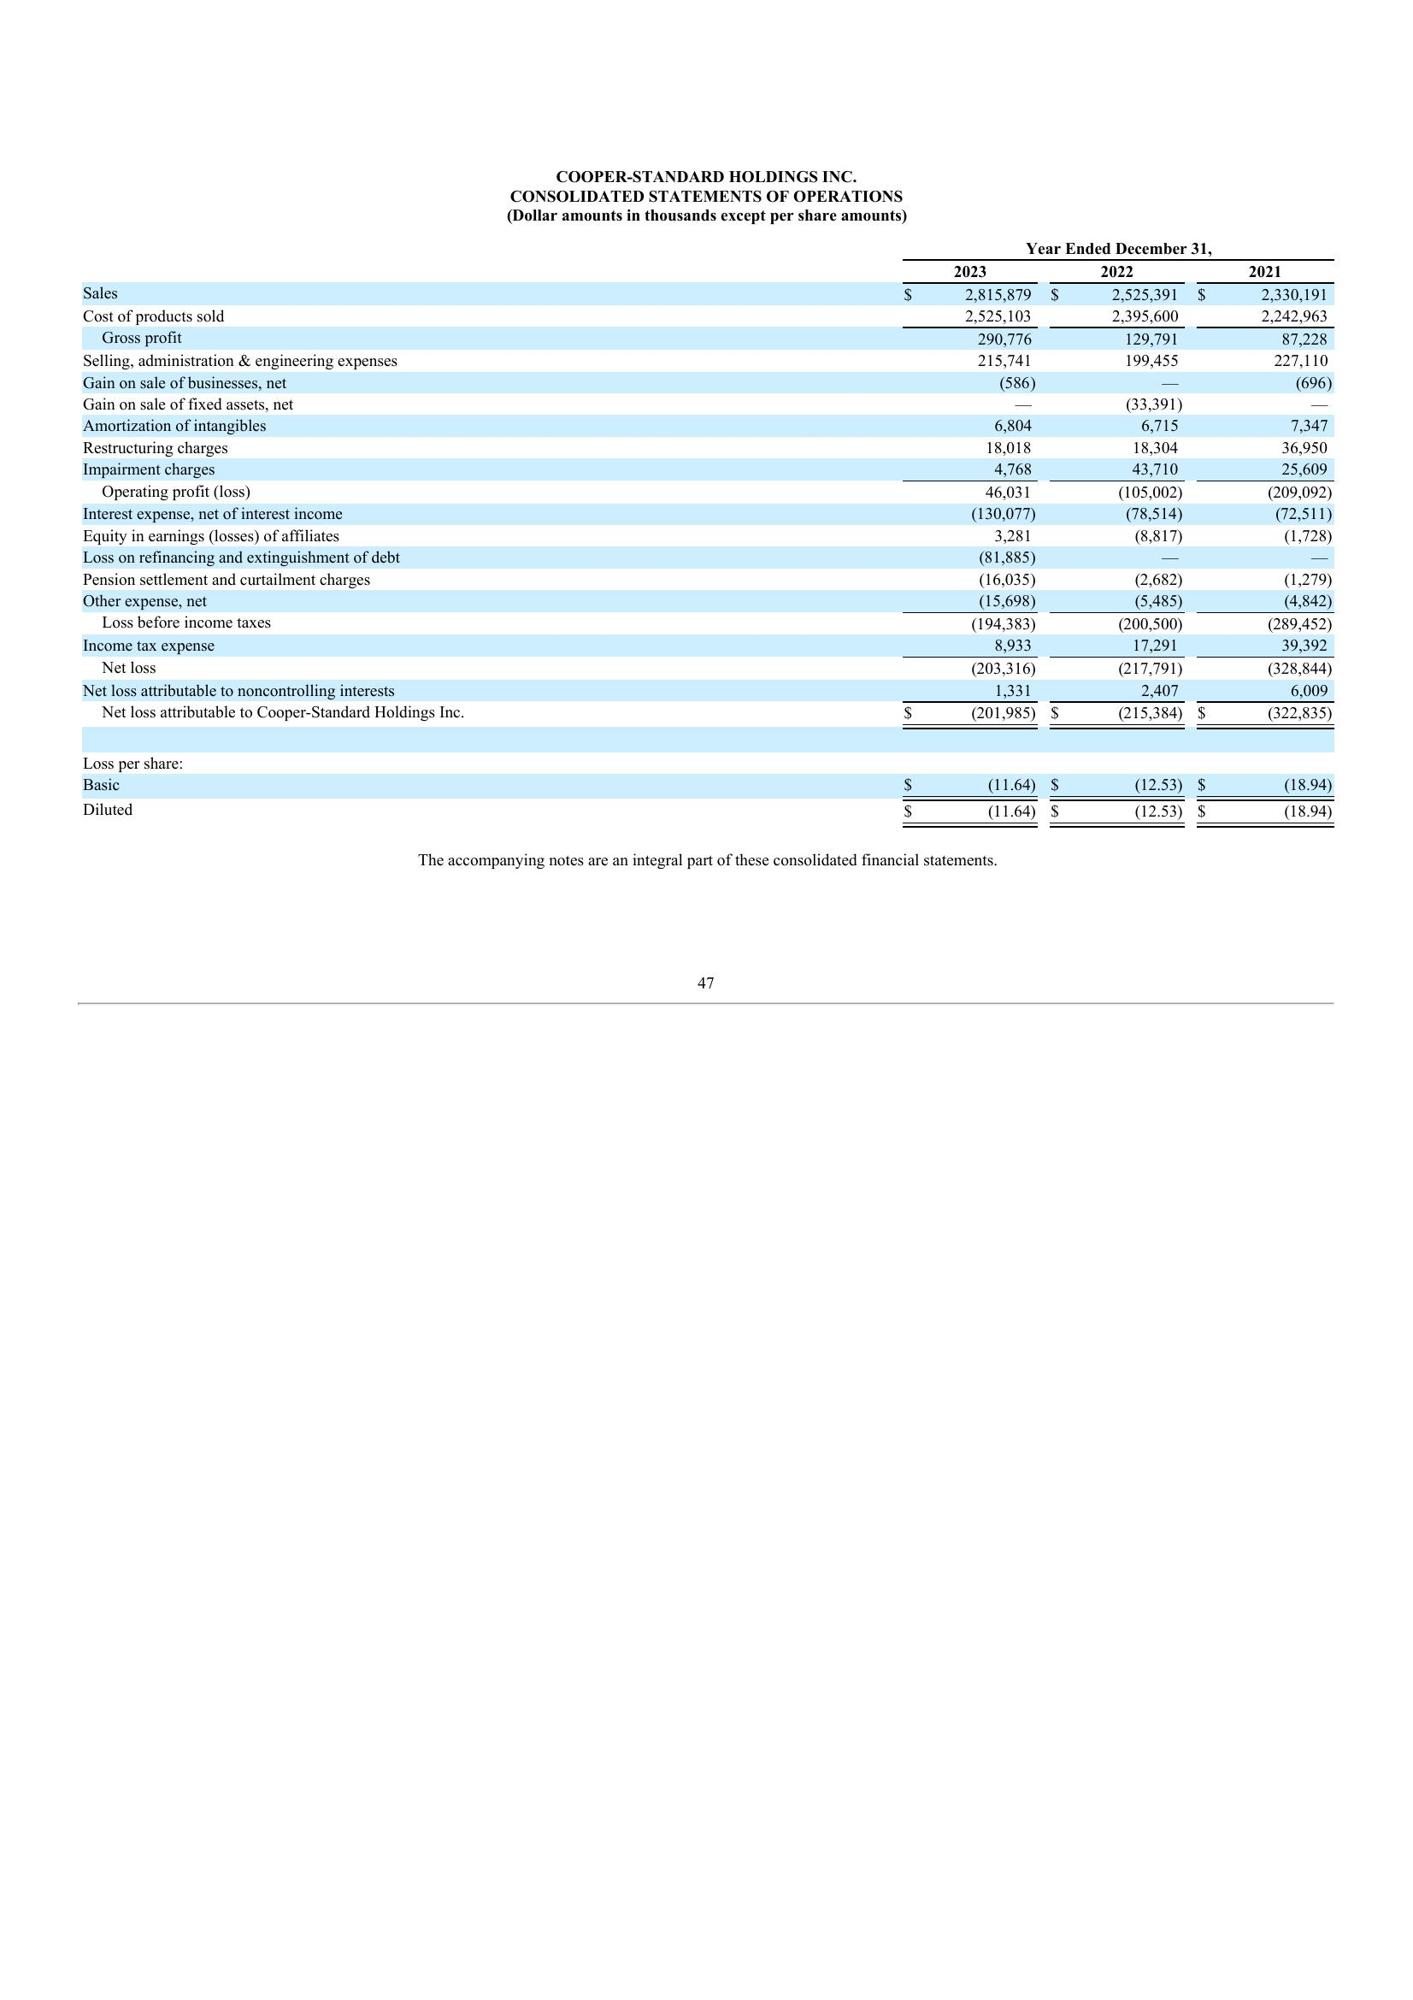 COOPER-STANDARD HOLDINGS INC.
CONSOLIDATED STATEMENTS OF OPERATIONS
(Dollar amounts in thousands except per share amounts)
Year Ended December 31,
2023 2022 2021
Sales $ 2,815,879 $ 2,525,391 $ 2,330,191
Cost of products sold 2,525,103 2,395,600 2,242,963
Gross profit 290,776 129,791 87,228
Selling, administration & engineering expenses 215,741 199,455 227,110
Gain on sale of businesses, net (586) — (696)
Gain on sale of fixed assets, net — (33,391) —
Amortization of intangibles 6,804 6,715 7,347
Restructuring charges 18,018 18,304 36,950
Impairment charges 4,768 43,710 25,609
Operating profit (loss) 46,031 (105,002) (209,092)
Interest expense, net of interest income (130,077) (78,514) (72,511)
Equity in earnings (losses) of affiliates 3,281 (8,817) (1,728)
Loss on refinancing and extinguishment of debt (81,885) — —
Pension settlement and curtailment charges (16,035) (2,682) (1,279)
Other expense, net (15,698) (5,485) (4,842)
Loss before income taxes (194,383) (200,500) (289,452)
Income tax expense 8,933 17,291 39,392
Net loss (203,316) (217,791) (328,844)
Net loss attributable to noncontrolling interests 1,331 2,407 6,009
Net loss attributable to Cooper-Standard Holdings Inc. $ (201,985) $ (215,384) $ (322,835)
Loss per share:
Basic $ (11.64) $ (12.53) $ (18.94)
Diluted $ (11.64) $ (12.53) $ (18.94)
The accompanying notes are an integral part of these consolidated financial statements.
47